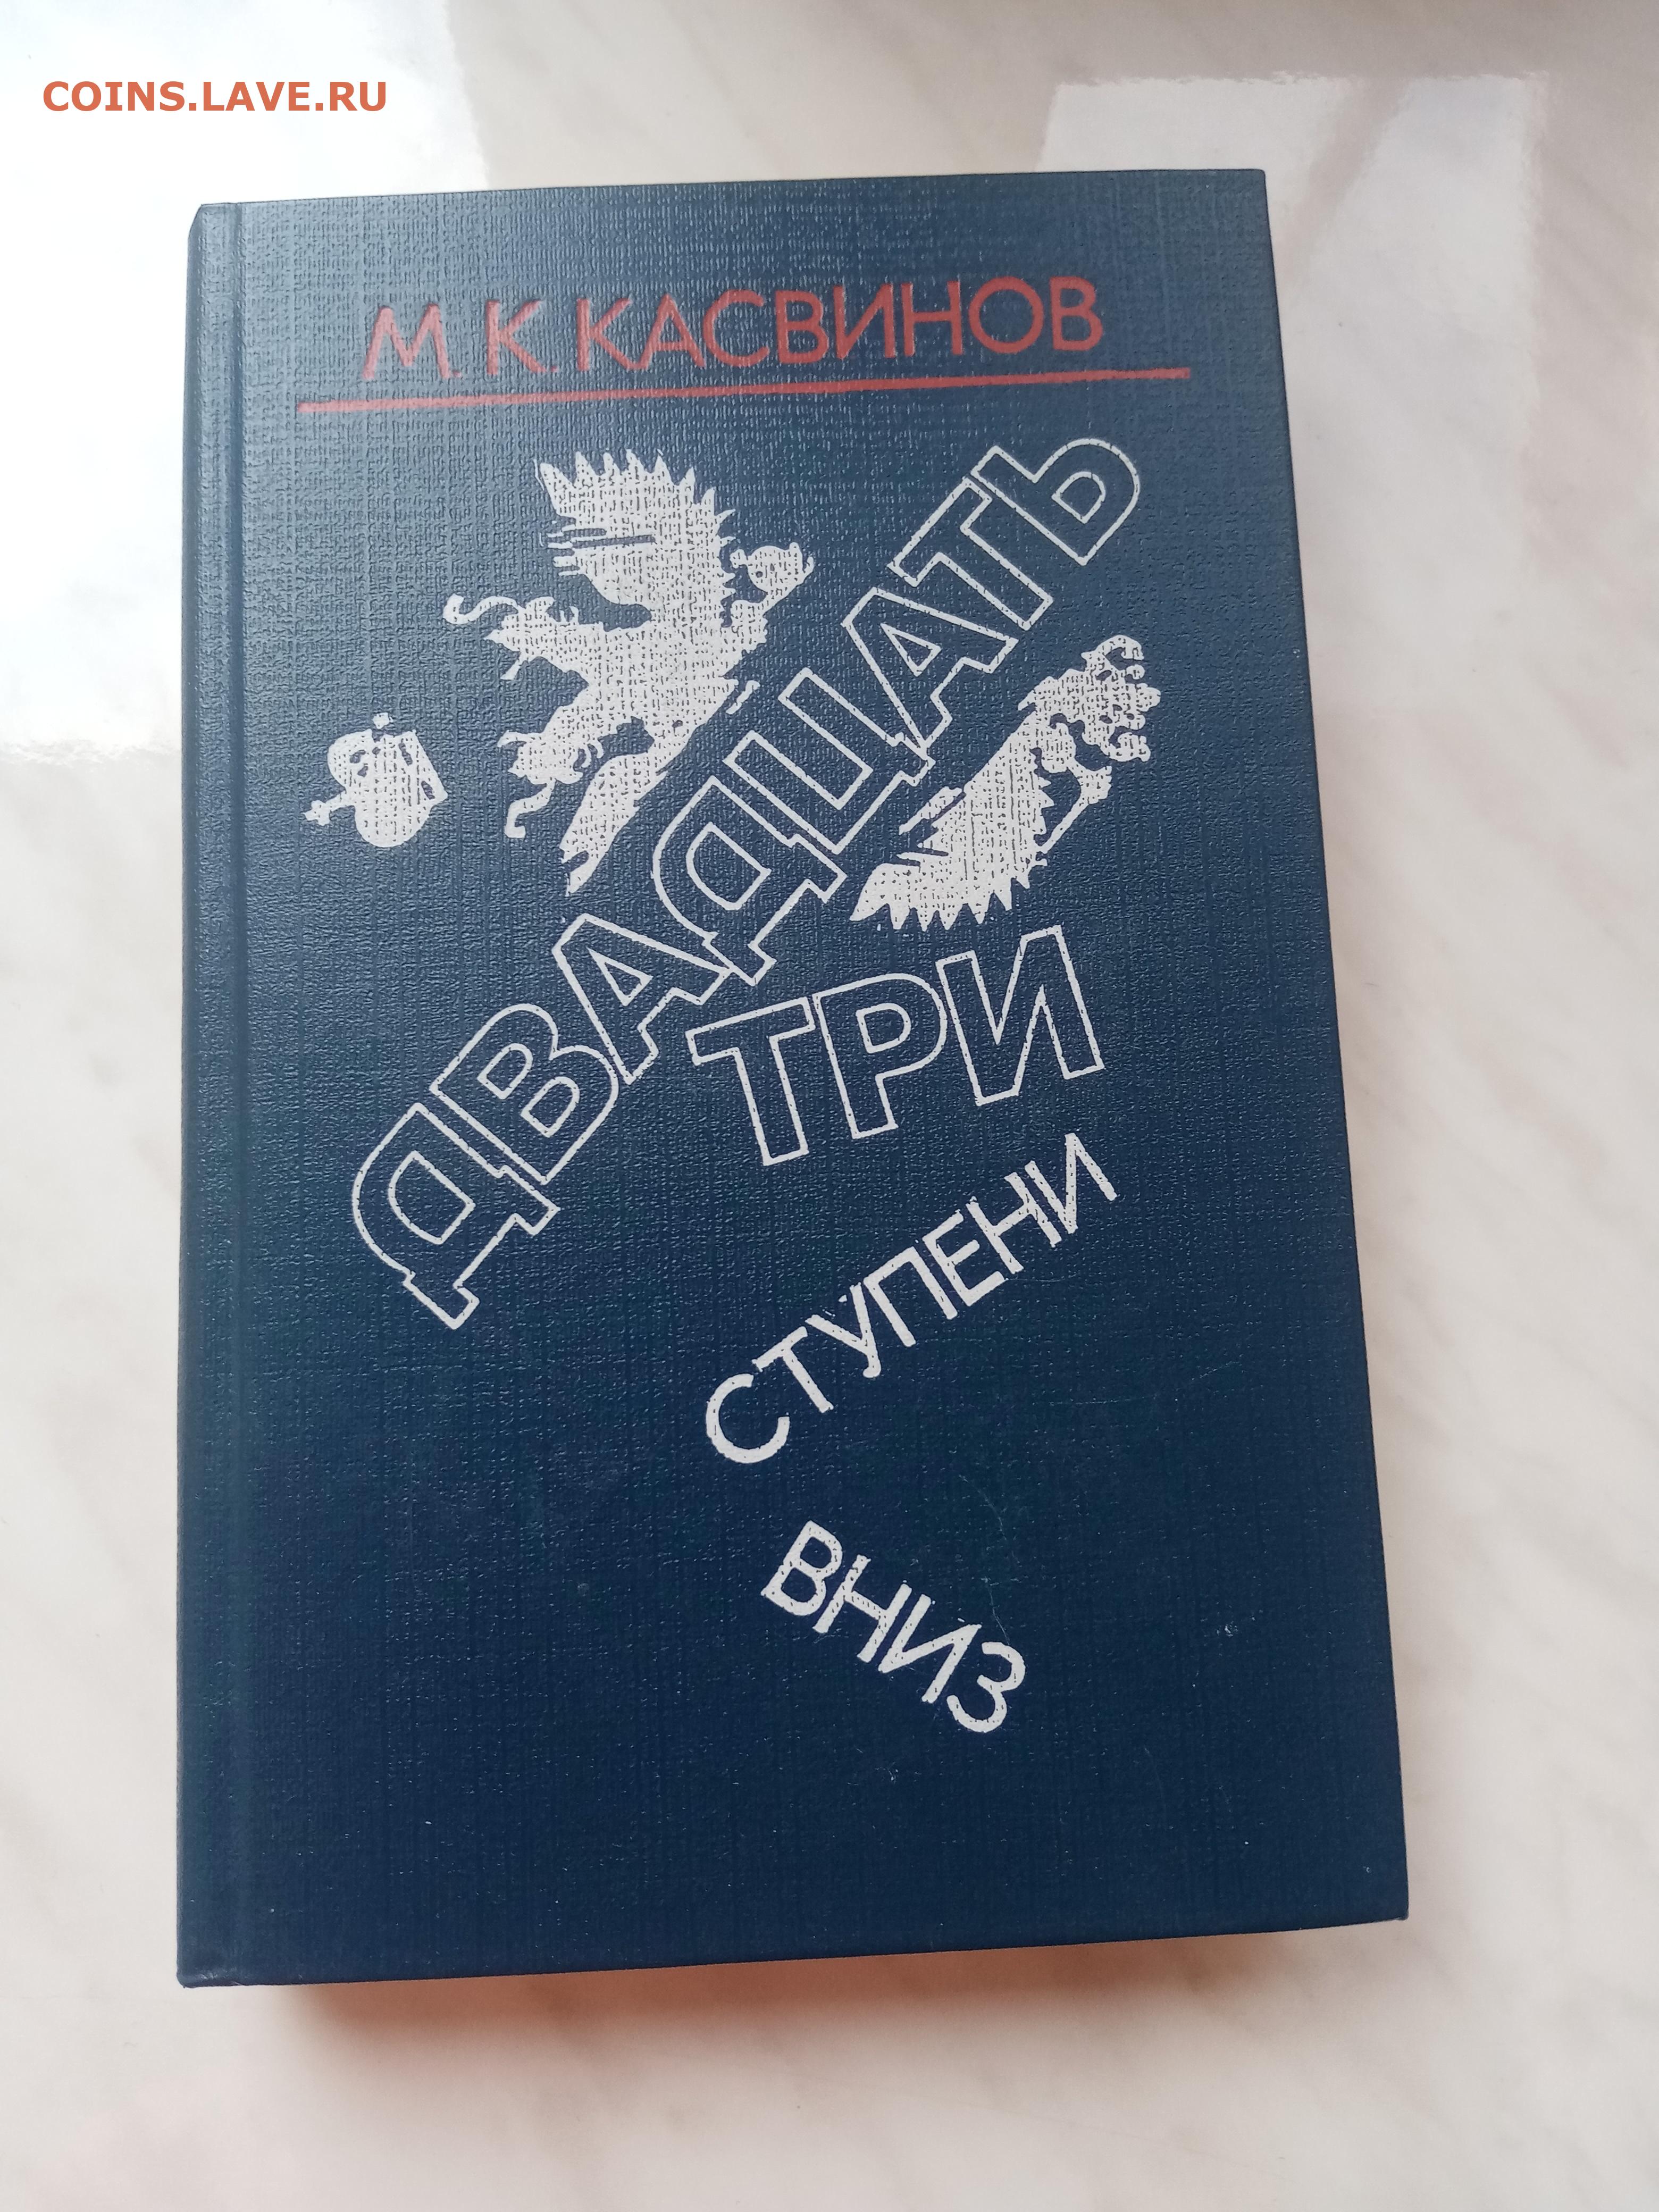 COINS.LAVE.RU
М. К. КАСВИНОВ
ДВАДЦАТЬ
ТРИ
СТУПЕНИ
ВНИЗ